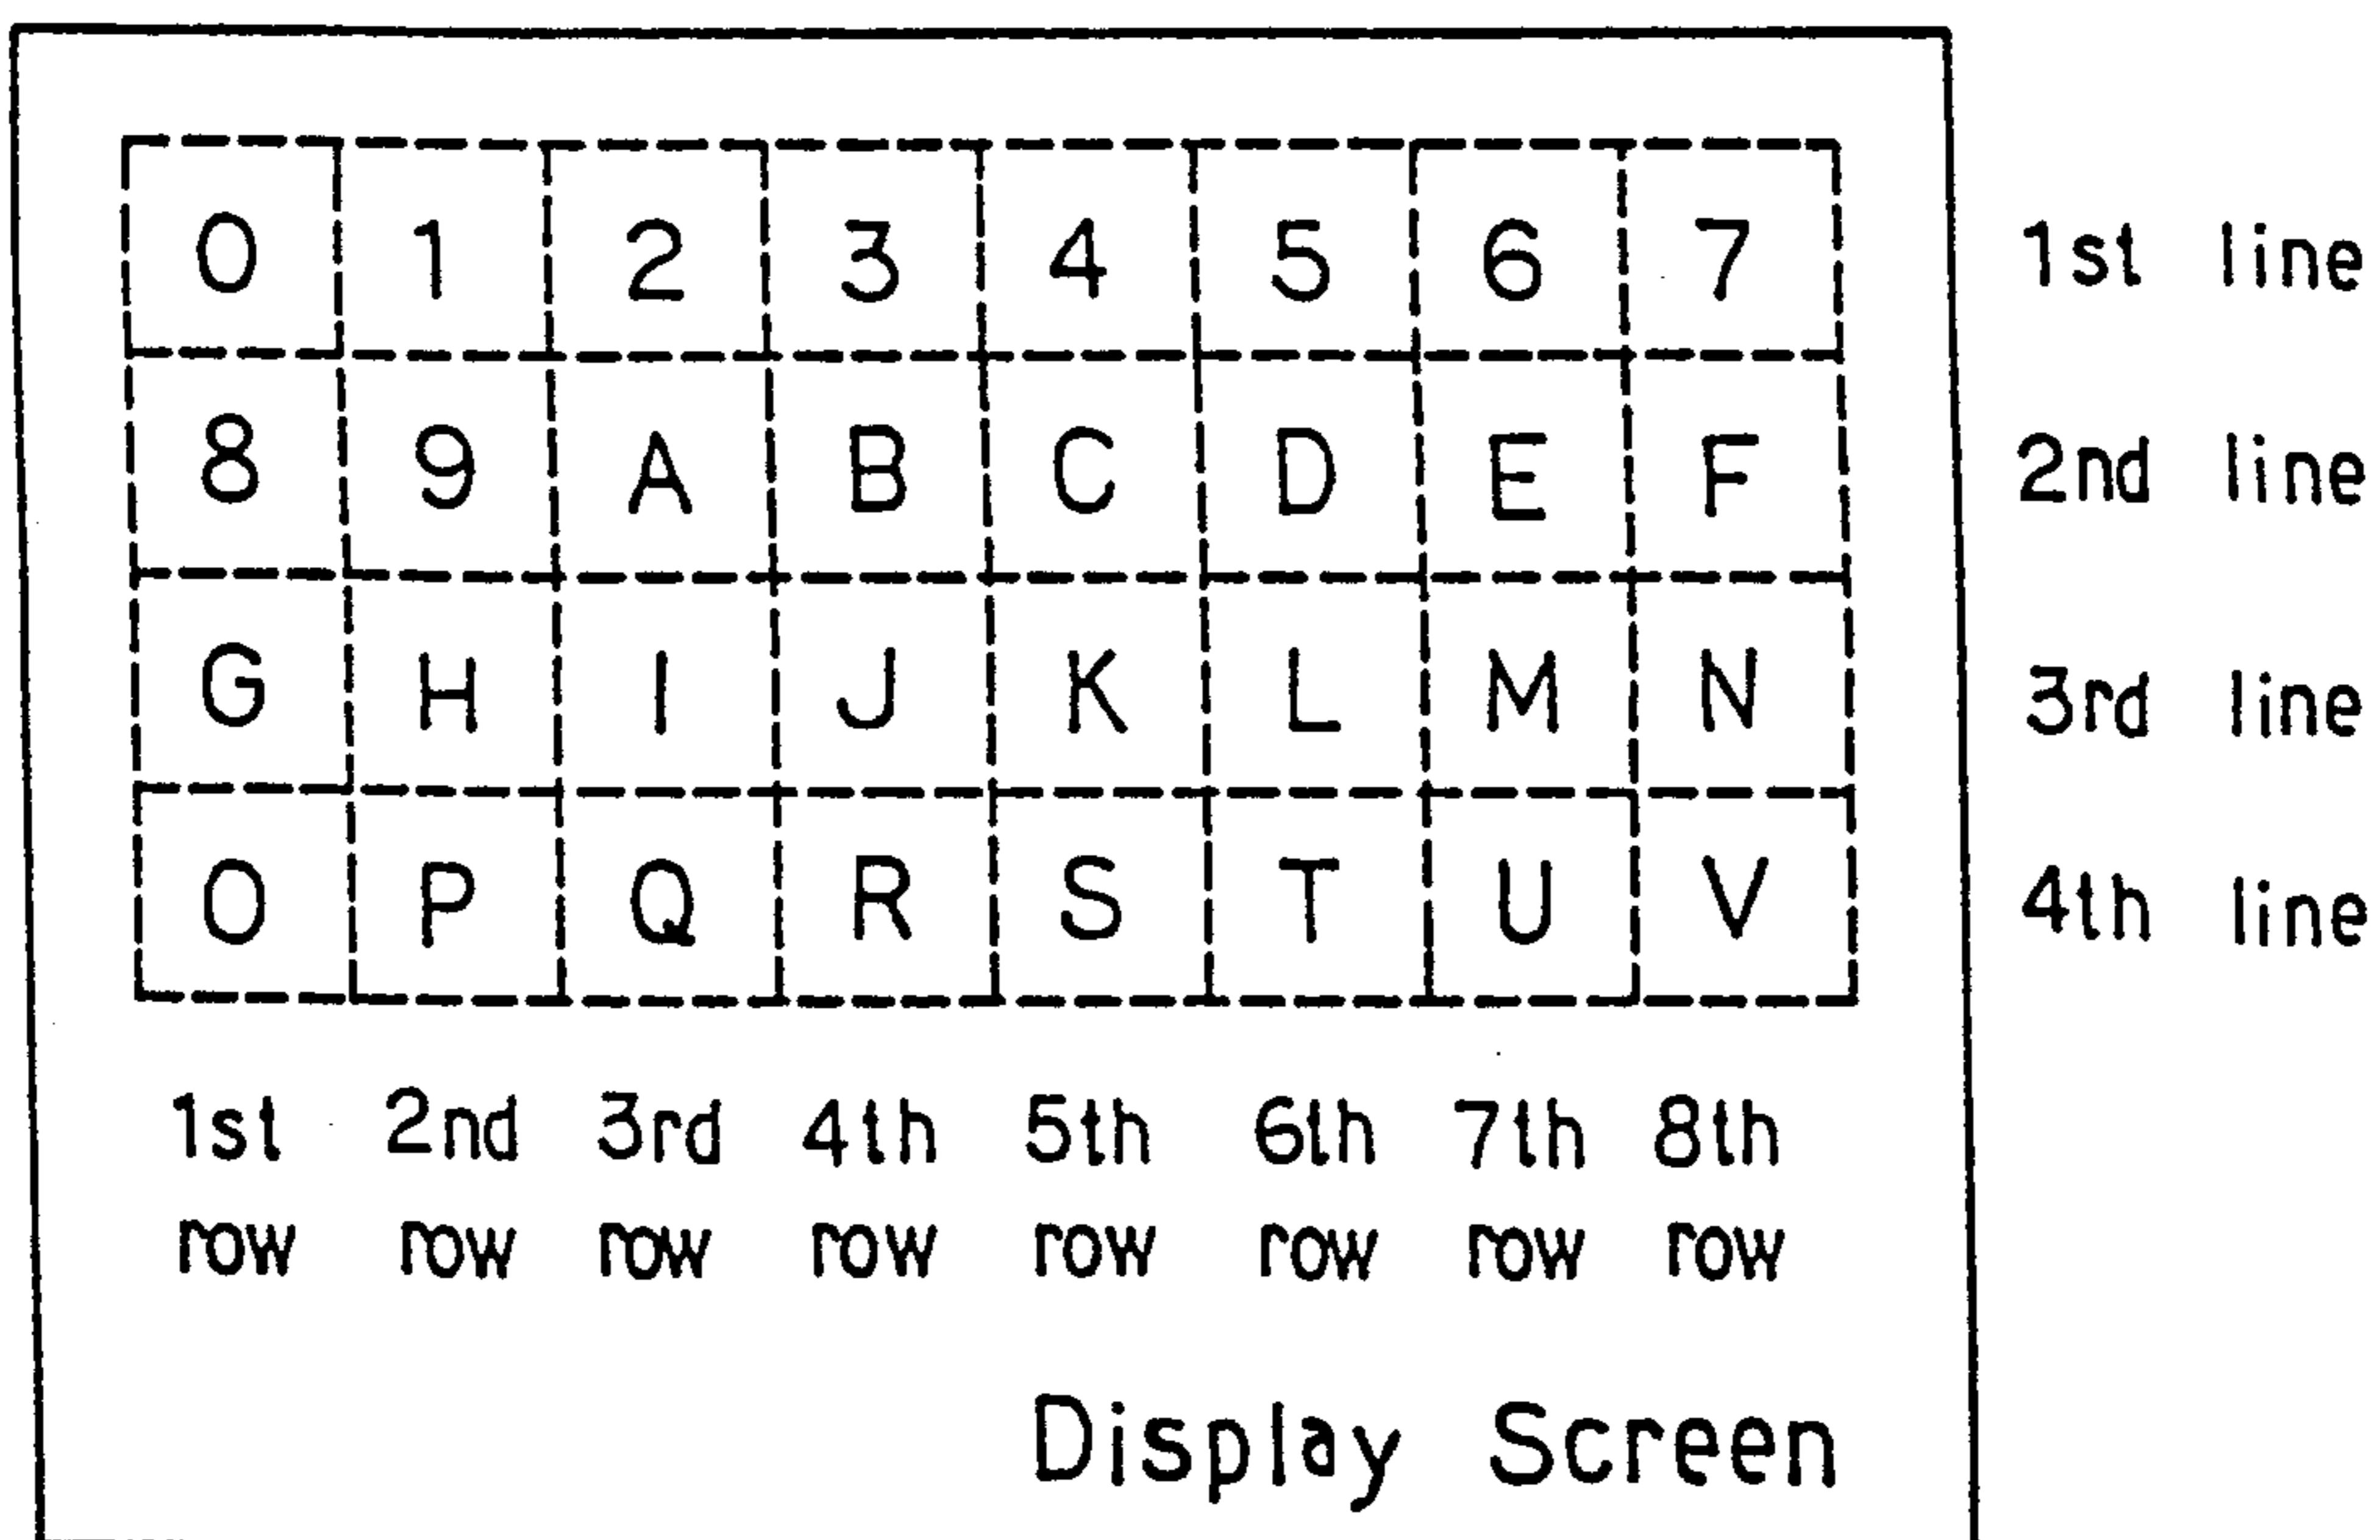 0 1 2 3 4 5 6 7 1st line
8 9 A B C D E F 2nd line
G H I J K L M N 3rd line
O P Q R S T U V 4th line
1st 2nd 3rd 4th 5th 6th 7th 8th
row row row row row row row row
Display Screen